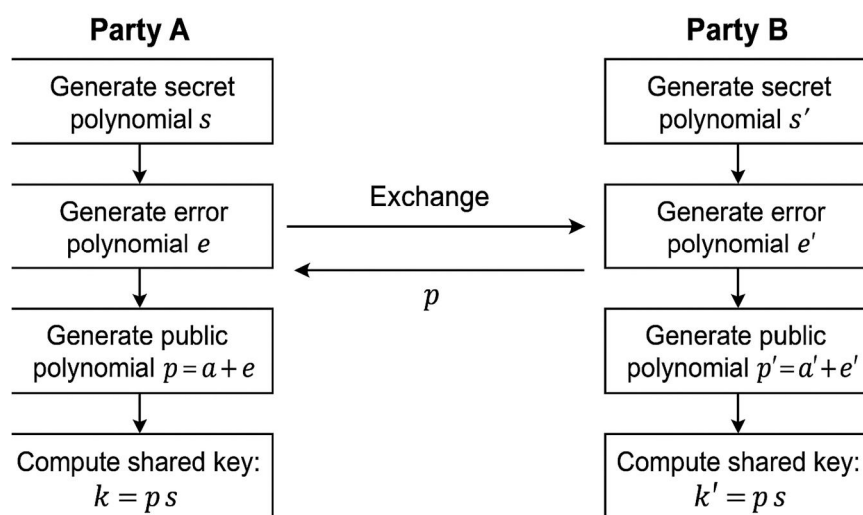 Party A
Generate secret
polynomial s
Generate error
polynomial e
Generate public
polynomial p = a + e
Compute shared key:
k = p s
Exchange
p
Party B
Generate secret
polynomial s′
Generate error
polynomial e′
Generate public
polynomial p′ = a′ + e′
Compute shared key:
k′ = p s